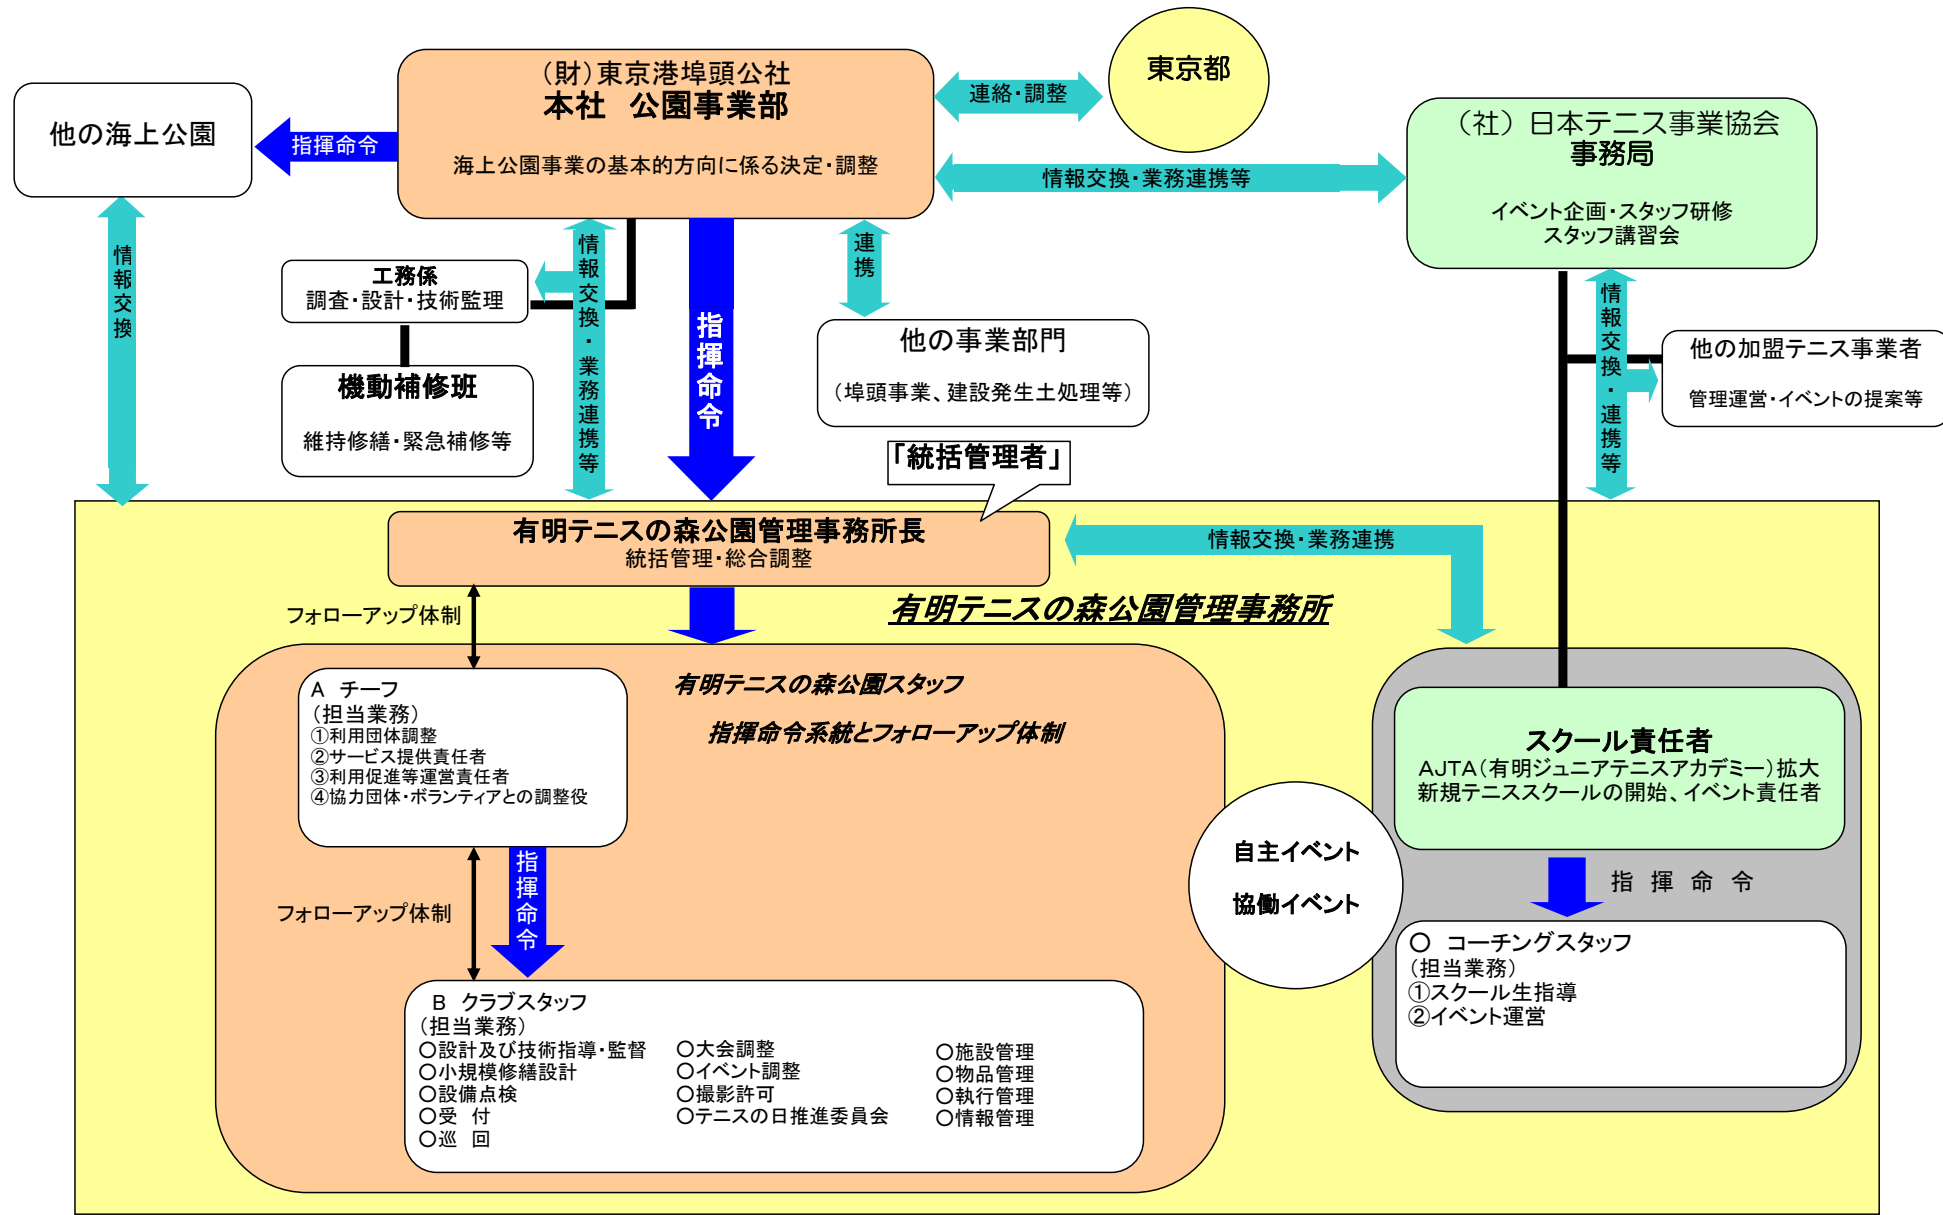 （財）東京港埠頭公社
本社　公園事業部
海上公園事業の基本的方向に係る決定・調整
東京都
連絡・調整
他の海上公園
指揮命令
（社）日本テニス事業協会
事務局
イベント企画・スタッフ研修
スタッフ講習会
情報交換・業務連携等
情報交換
工務係
調査・設計・技術監理
機動補修班
維持修繕・緊急補修等
情報交換・業務連携等
指揮命令
連携
他の事業部門
（埠頭事業、建設発生土処理等）
情報交換・連携等
他の加盟テニス事業者
管理運営・イベントの提案等
「統括管理者」
有明テニスの森公園管理事務所長
統括管理・総合調整
情報交換・業務連携
有明テニスの森公園管理事務所
フォローアップ体制
有明テニスの森公園スタッフ
指揮命令系統とフォローアップ体制
A　チーフ
（担当業務）
①利用団体調整
②サービス提供責任者
③利用促進等運営責任者
④協力団体・ボランティアとの調整役
指揮命令
フォローアップ体制
B　クラブスタッフ
（担当業務）
○設計及び技術指導・監督
○小規模修繕設計
○設備点検
○受　付
○巡　回
○大会調整
○イベント調整
○撮影許可
○テニスの日推進委員会
○施設管理
○物品管理
○執行管理
○情報管理
自主イベント
協働イベント
スクール責任者
AJTA（有明ジュニアテニスアカデミー）拡大
新規テニススクールの開始、イベント責任者
指　揮　命　令
○　コーチングスタッフ
（担当業務）
①スクール生指導
②イベント運営